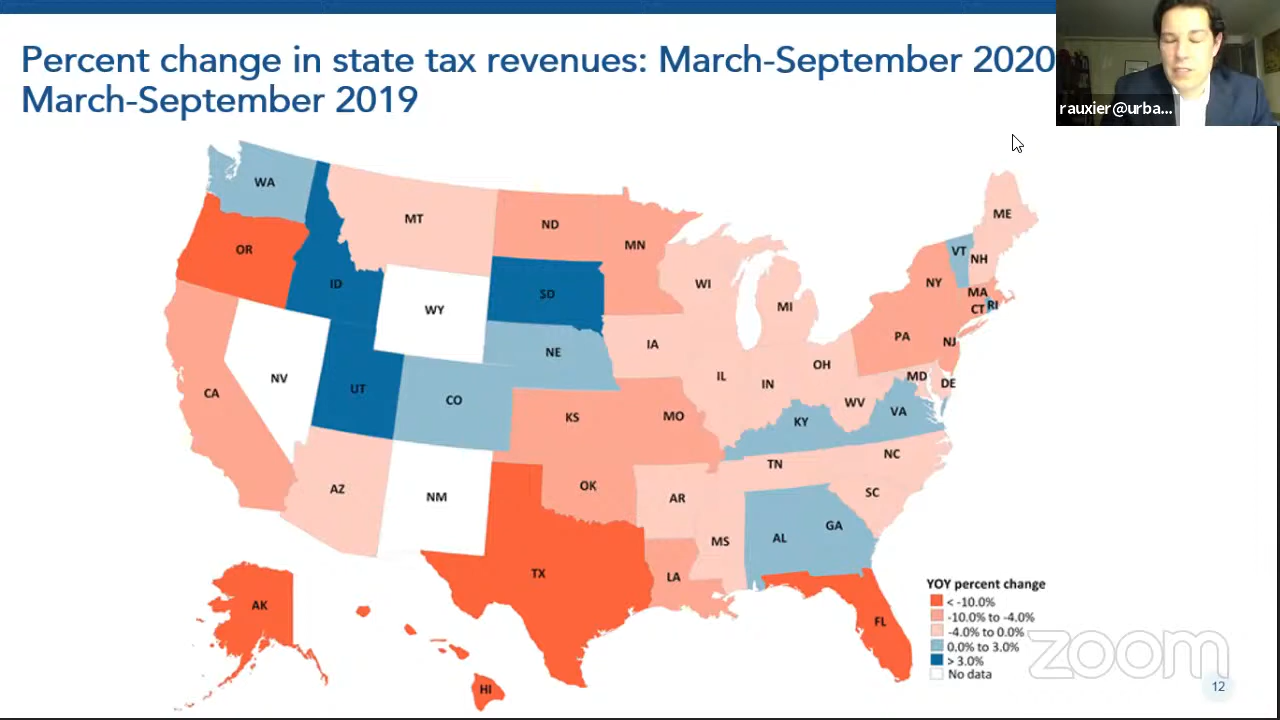 Percent change in state tax revenues: March-September 2020
March-September 2019
rauxier@urba...
WA
MT
ND
MN
ME
OR
ID
SD
WI
VT
NH
NY
WY
MI
MA
CT RI
NE
IA
PA
NJ
NV
UT
CO
IL
IN
OH
MD
DE
CA
KS
MO
WV
VA
KY
AZ
NM
OK
AR
TN
NC
SC
MS
AL
GA
TX
LA
AK
FL
HI
YOY percent change
< -10.0%
-10.0% to -4.0%
-4.0% to 0.0%
0.0% to 3.0%
> 3.0%
No data
zoom
12